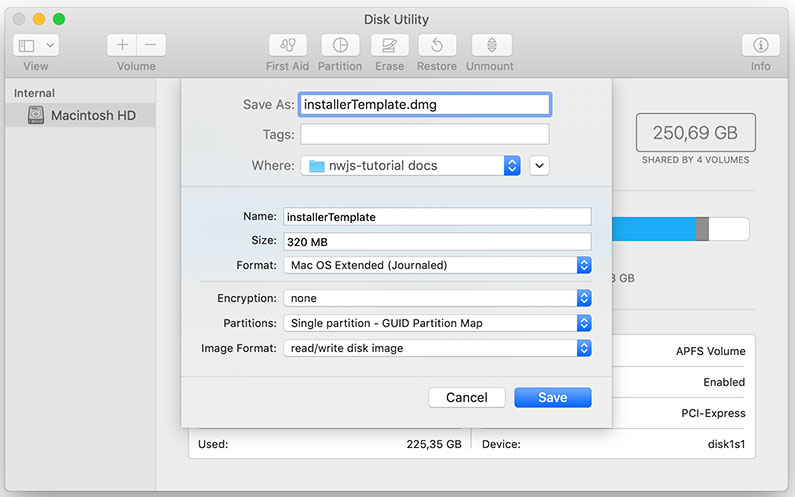 Disk Utility
View
Volume
First Aid
Partition
Erase
Restore
Unmount
Info
Internal
Macintosh HD
Save As: installerTemplate.dmg
Tags:
Where: nwjs-tutorial docs
250,69 GB
SHARED BY 4 VOLUMES
Name: installerTemplate
Size: 320 MB
Format: Mac OS Extended (Journaled)
GB
Encryption: none
Partitions: Single partition - GUID Partition Map
Image Format: read/write disk image
Cancel
Save
APFS Volume
Enabled
PCI-Express
Used: 225,35 GB
Device: disk1s1